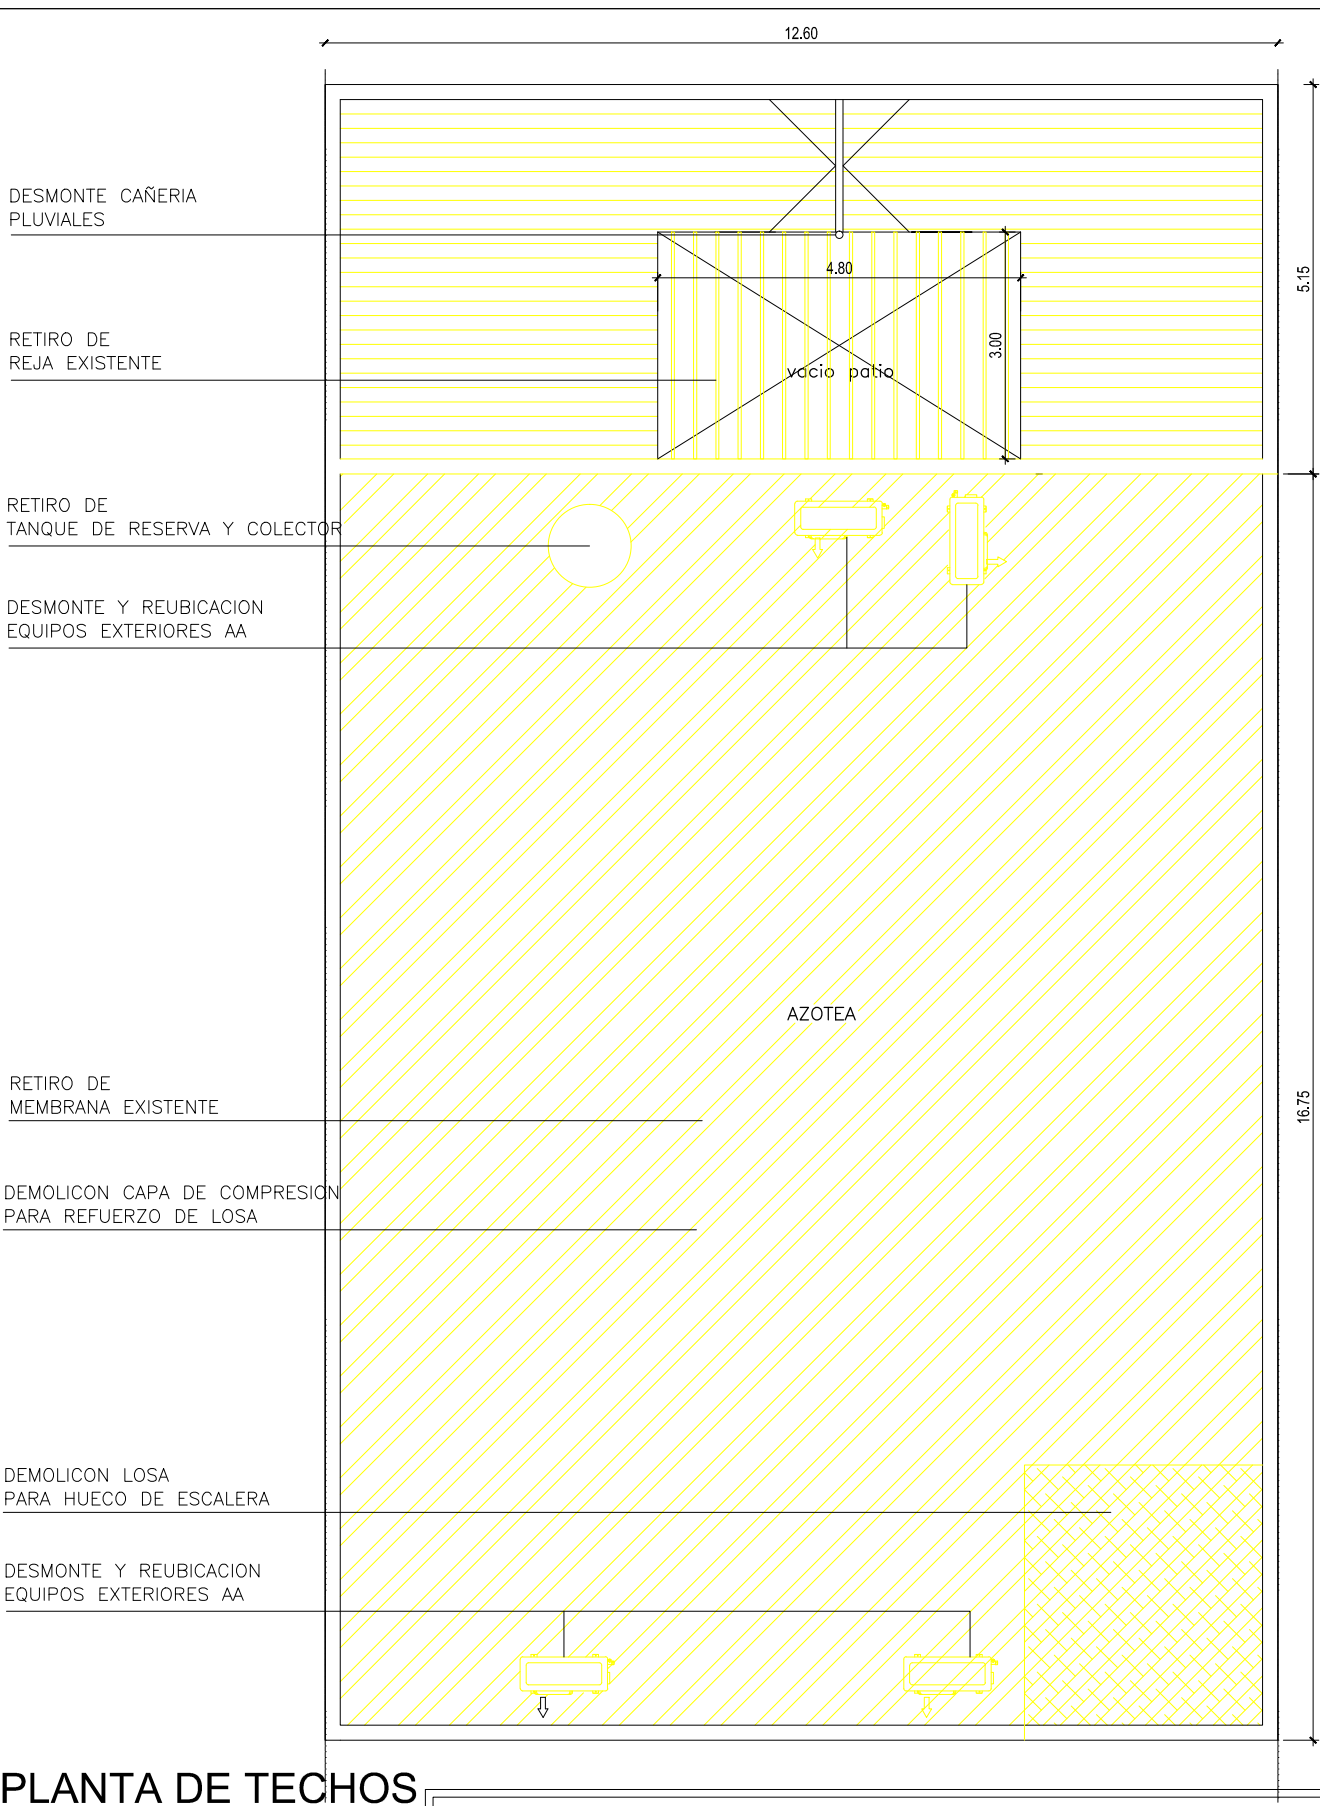 12.60
DESMONTE CAÑERIA
PLUVIALES
5.15
4.80
RETIRO DE
REJA EXISTENTE
3.00
vacio patio
RETIRO DE
TANQUE DE RESERVA Y COLECTOR
DESMONTE Y REUBICACION
EQUIPOS EXTERIORES AA
AZOTEA
RETIRO DE
MEMBRANA EXISTENTE
16.75
DEMOLICON CAPA DE COMPRESION
PARA REFUERZO DE LOSA
DEMOLICON LOSA
PARA HUECO DE ESCALERA
DESMONTE Y REUBICACION
EQUIPOS EXTERIORES AA
PLANTA DE TECHOS